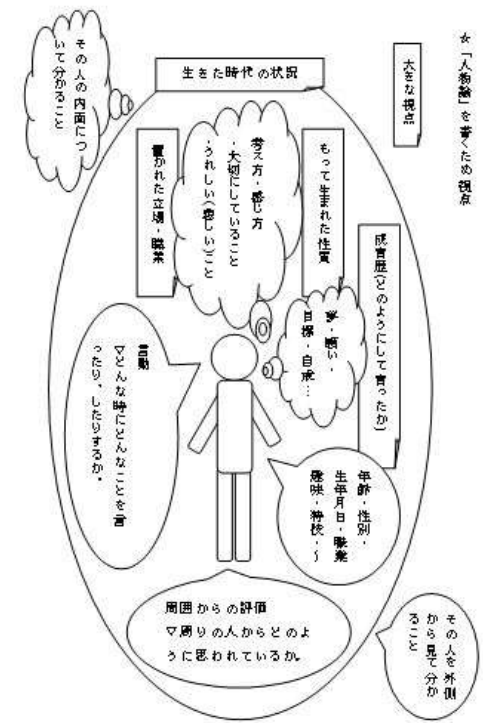 ☆「人物論」を書くため視点
大きな視点
生きた時代の状況
その人の内面につ
いて分かること
もって生まれた性質
考え方・感じ方
・大切にしていること
・うれしい(悲しい)こと
置かれた立場・職業
成育歴(どのようにして育ったか)
夢・願い・
目標・自戒…
言動
▽どんな時にどんなことを言
ったり、したりするか。
年齢・性別・
生年月日・職業
趣味・特技・~
周囲からの評価
▽周りの人からどのよ
うに思われているか。
その人を外側
から見て分か
ること